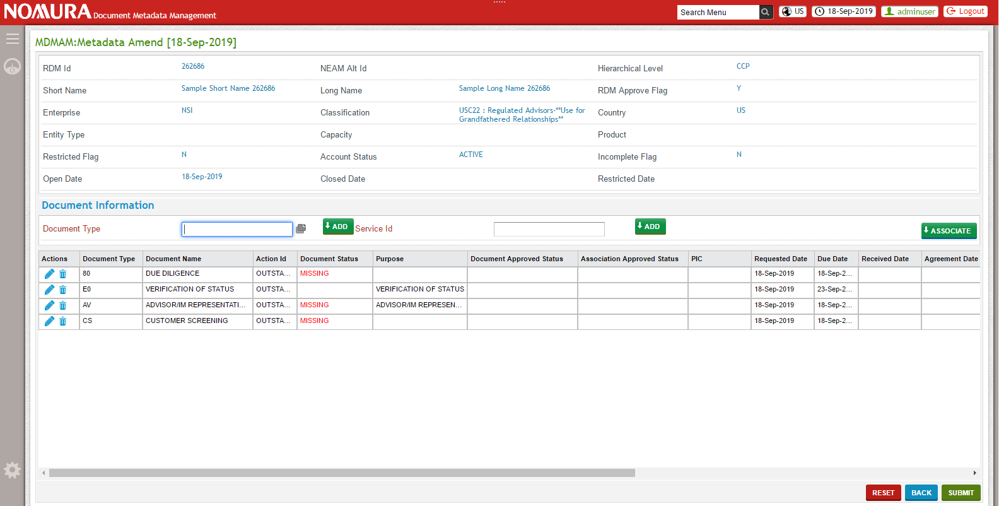 NOMURA Document Metadata Management Search Menu US 18-Sep-2019 adminuser Logout
MDMAM:Metadata Amend [18-Sep-2019]
RDM Id 262686 NEAM Alt Id Hierarchical Level CCP
Short Name Sample Short Name 262686 Long Name Sample Long Name 262686 RDM Approve Flag Y
Enterprise NSI Classification USC22 : Regulated Advisors-**Use for Grandfathered Relationships** Country US
Entity Type Capacity Product
Restricted Flag N Account Status ACTIVE Incomplete Flag N
Open Date 18-Sep-2019 Closed Date Restricted Date
Document Information
Document Type ADD Service Id ADD ASSOCIATE
Actions Document Type Document Name Action Id Document Status Purpose Document Approved Status Association Approved Status PIC Requested Date Due Date Received Date Agreement Date
80 DUE DILIGENCE OUTSTA... MISSING 18-Sep-2019 18-Sep-2...
E0 VERIFICATION OF STATUS OUTSTA... VERIFICATION OF STATUS 18-Sep-2019 23-Sep-2...
AV ADVISOR/IM REPRESENTATI... OUTSTA... MISSING ADVISOR/IM REPRESEN... 18-Sep-2019 18-Sep-2...
CS CUSTOMER SCREENING OUTSTA... MISSING 18-Sep-2019 18-Sep-2...
RESET BACK SUBMIT